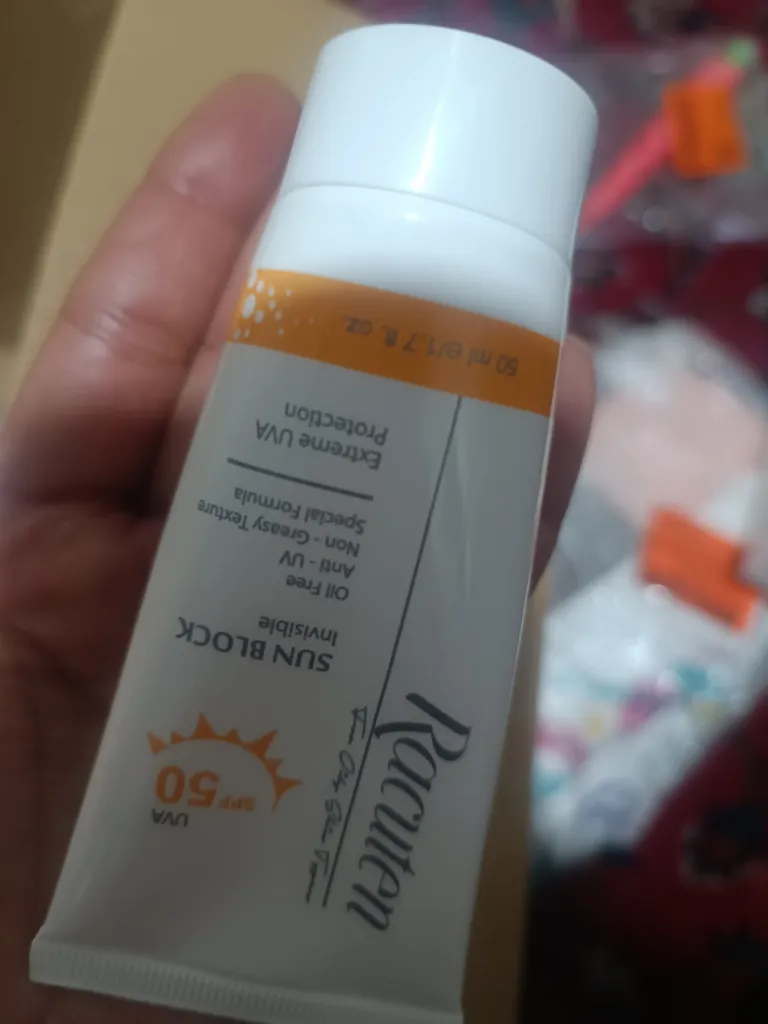 Racuten
UVA
SPF 50
SUN BLOCK
Invisible
Oil Free
Anti - UV
Non - Greasy Texture
Special Formula
Extreme UVA
Protection
50 ml e/1.7 fl. oz.